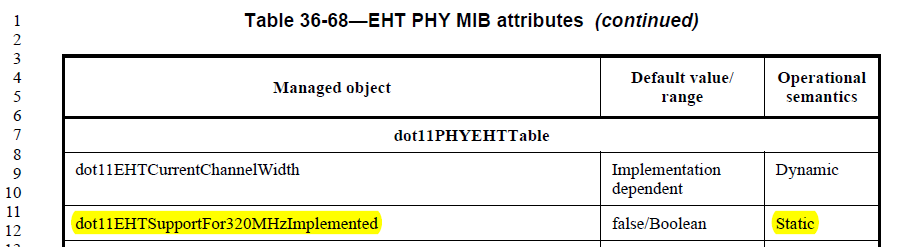 Table 36-68—EHT PHY MIB attributes (continued)
1
2
3
4
5
6
7
8
9
10
11
12
Managed object
Default value/
range
Operational
semantics
dot11PHYEHTTable
dot11EHTCurrentChannelWidth
Implementation
dependent
Dynamic
dot11EHTSupportFor320MHzImplemented
false/Boolean
Static